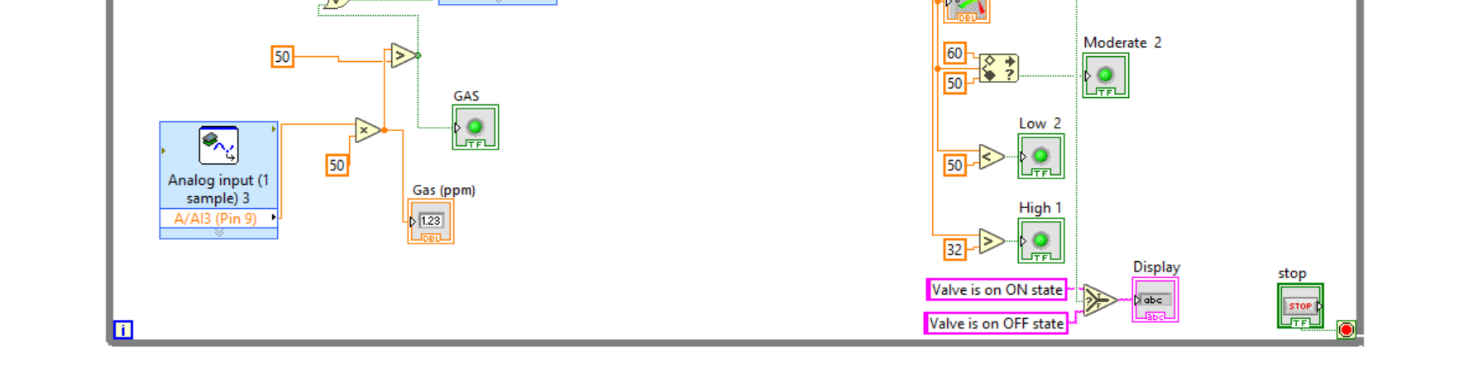 DBL
50
GAS
TF
50
Analog input (1
sample) 3
A/AI3 (Pin 9)
Gas (ppm)
1.23
DBL
60
50
?
Moderate 2
TF
50
Low 2
TF
32
High 1
TF
Valve is on ON state
Valve is on OFF state
Display
abc
abc
stop
STOP
TF
i